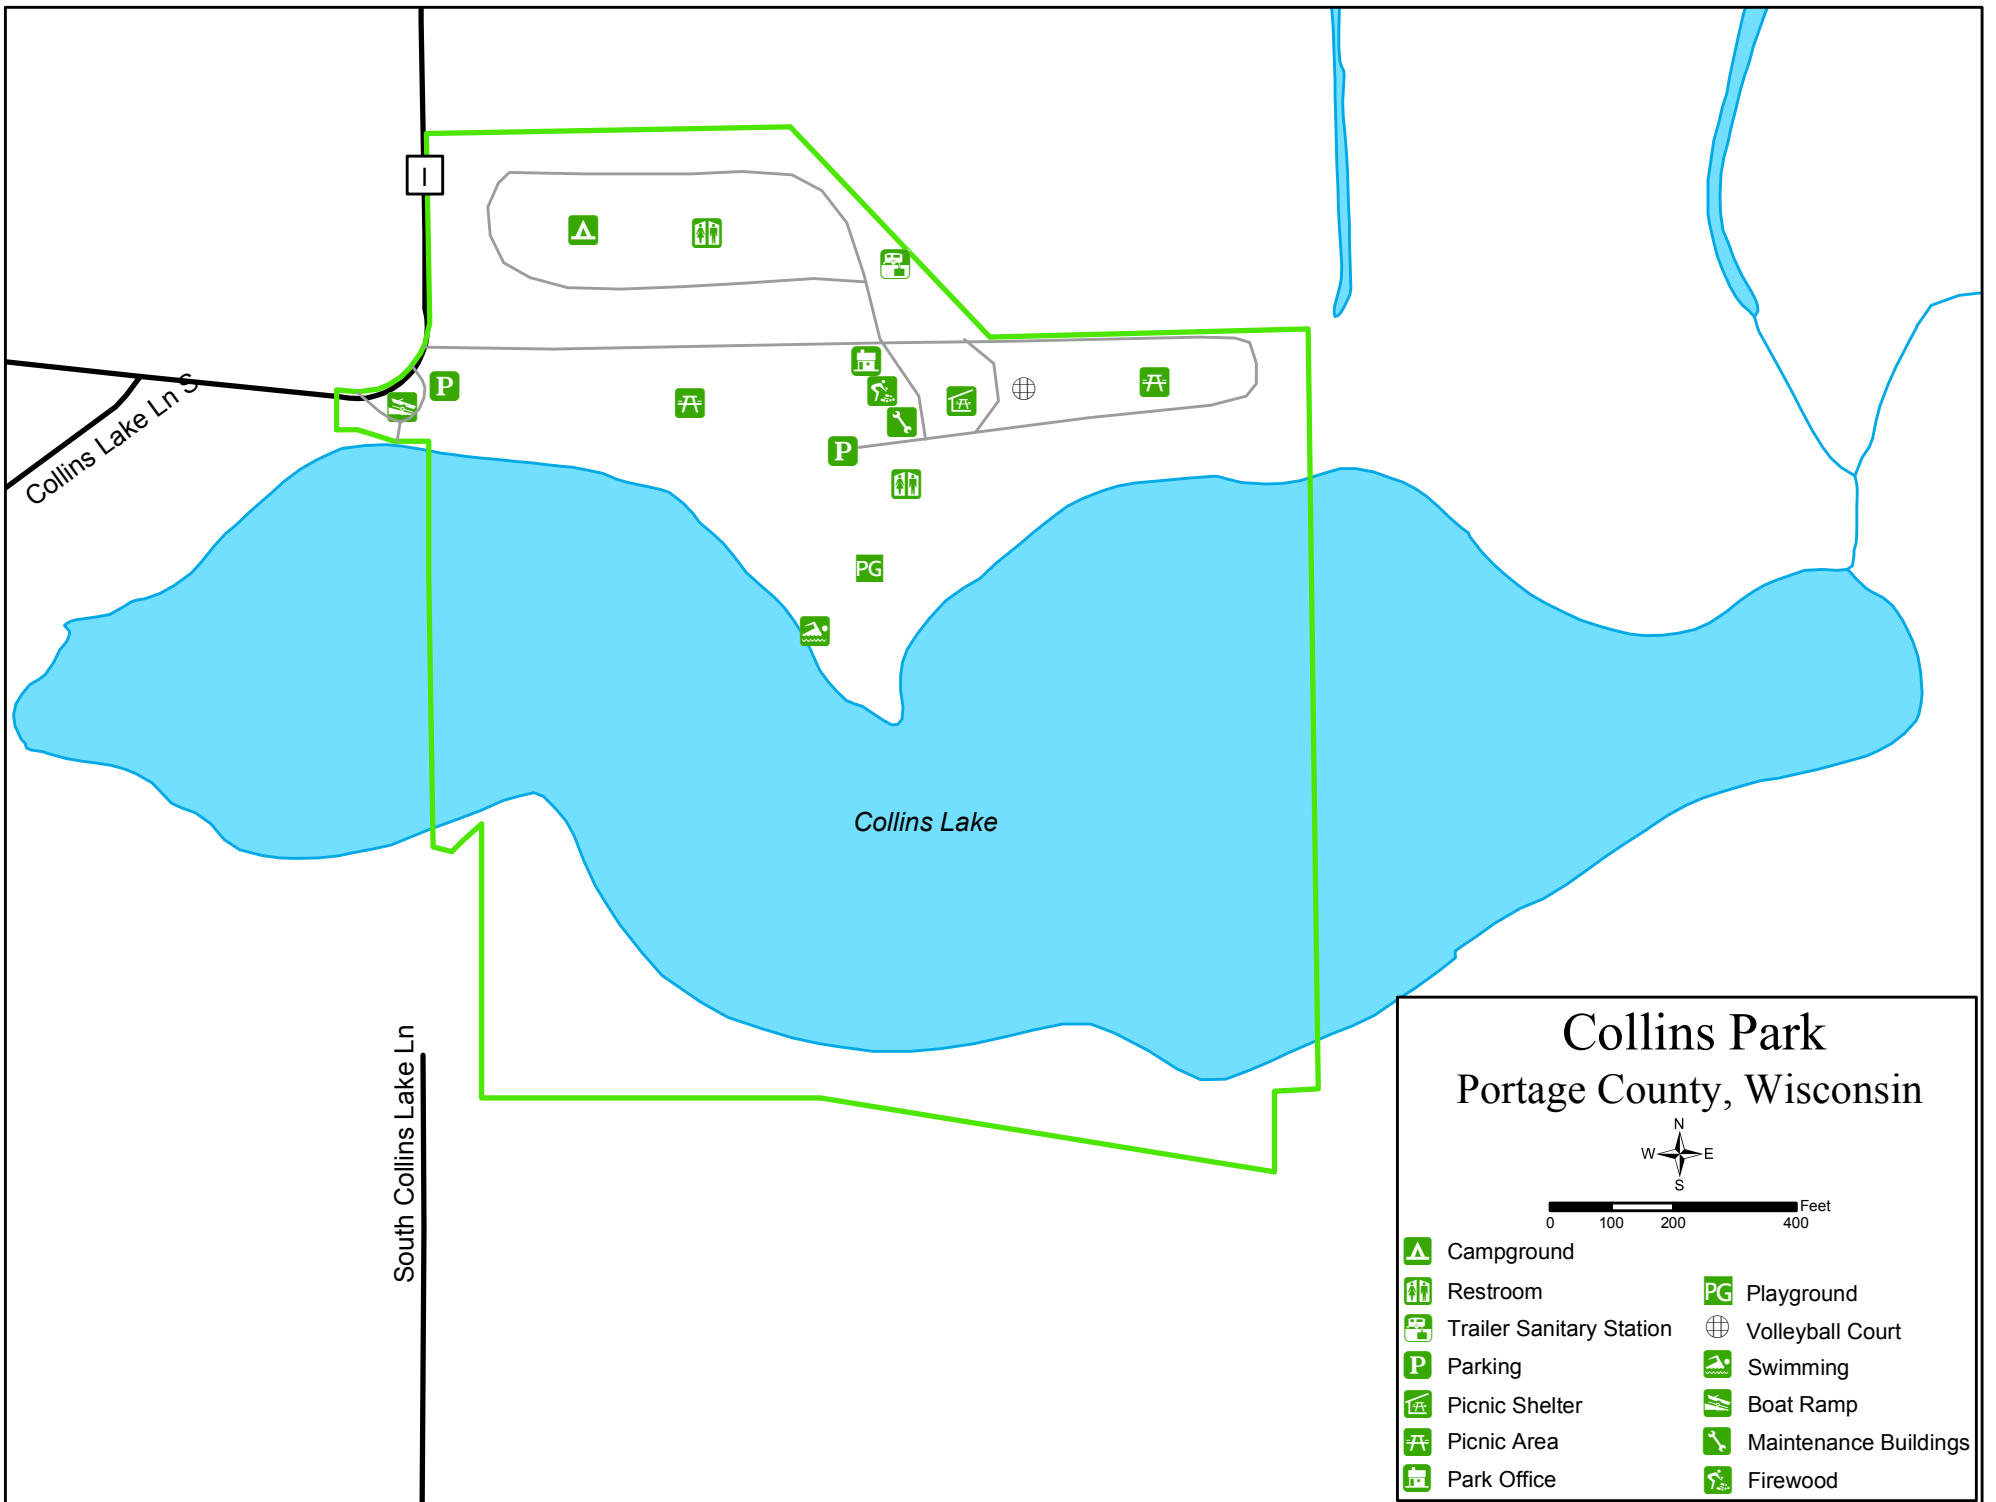 I
Collins Lake Ln S
P
P
PG
Collins Lake
South Collins Lake Ln
Collins Park
Portage County, Wisconsin
N
W E
S
Feet
0 100 200 400
Campground
Restroom
PG Playground
Trailer Sanitary Station
Volleyball Court
P Parking
Swimming
Picnic Shelter
Boat Ramp
Picnic Area
Maintenance Buildings
Park Office
Firewood